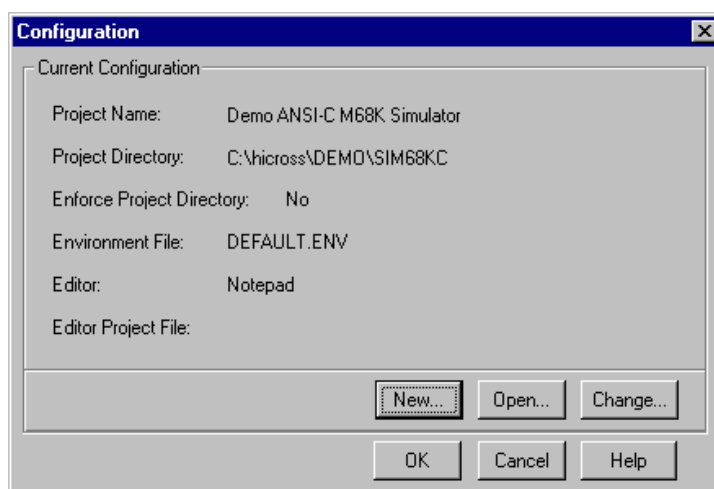 Configuration
Current Configuration
Project Name: Demo ANSI-C M68K Simulator
Project Directory: C:\hicross\DEMO\SIM68KC
Enforce Project Directory: No
Environment File: DEFAULT.ENV
Editor: Notepad
Editor Project File:
New... Open... Change...
OK Cancel Help